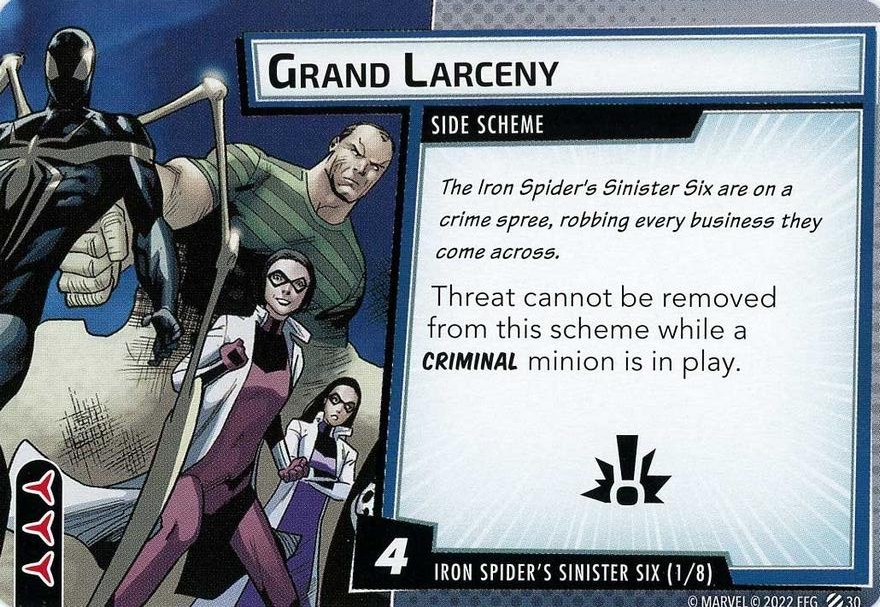 GRAND LARCENY
SIDE SCHEME
The Iron Spider's Sinister Six are on a
crime spree, robbing every business they
come across.
Threat cannot be removed
from this scheme while a
CRIMINAL minion is in play.
4
IRON SPIDER'S SINISTER SIX (1/8)
© MARVEL © 2022 FFG 30